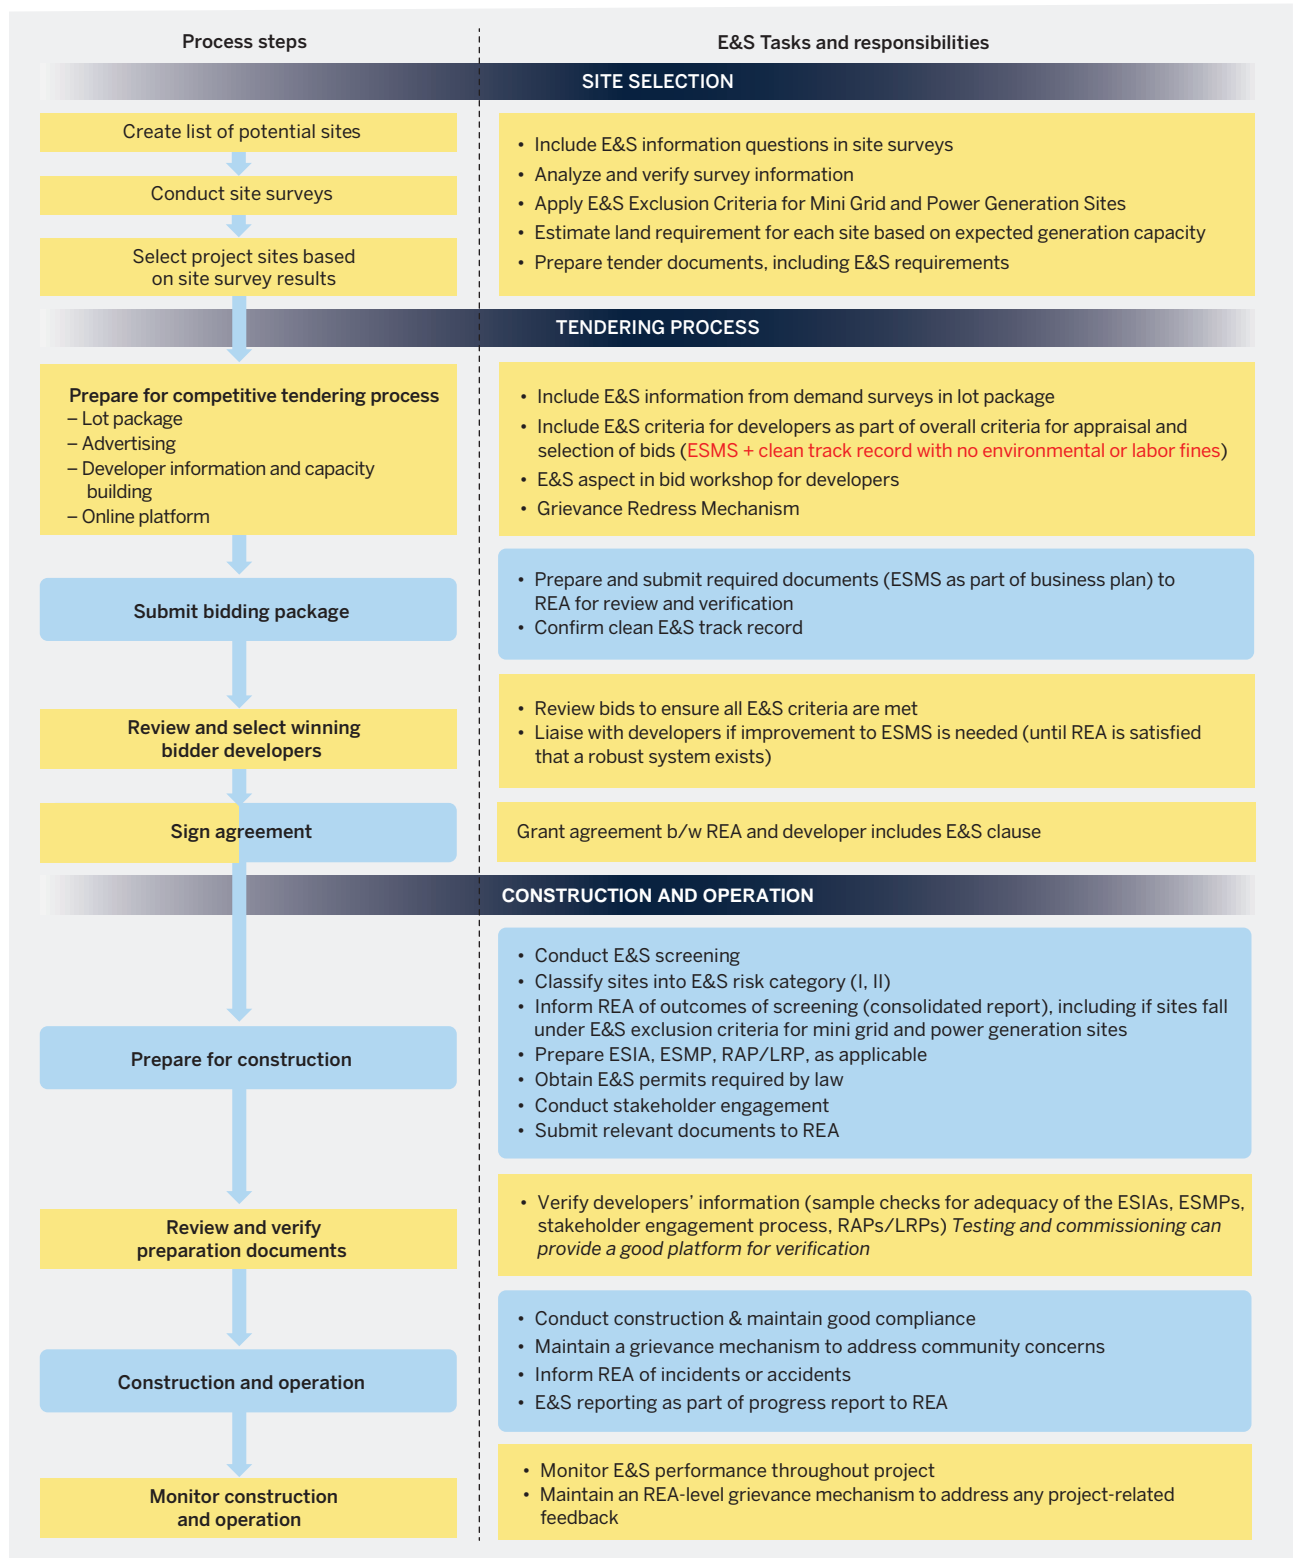 Process steps
E&S Tasks and responsibilities
SITE SELECTION
Create list of potential sites
Conduct site surveys
Select project sites based
on site survey results
• Include E&S information questions in site surveys
• Analyze and verify survey information
• Apply E&S Exclusion Criteria for Mini Grid and Power Generation Sites
• Estimate land requirement for each site based on expected generation capacity
• Prepare tender documents, including E&S requirements
TENDERING PROCESS
Prepare for competitive tendering process
– Lot package
– Advertising
– Developer information and capacity
building
– Online platform
• Include E&S information from demand surveys in lot package
• Include E&S criteria for developers as part of overall criteria for appraisal and
selection of bids (ESMS + clean track record with no environmental or labor fines)
• E&S aspect in bid workshop for developers
• Grievance Redress Mechanism
Submit bidding package
• Prepare and submit required documents (ESMS as part of business plan) to
REA for review and verification
• Confirm clean E&S track record
Review and select winning
bidder developers
• Review bids to ensure all E&S criteria are met
• Liaise with developers if improvement to ESMS is needed (until REA is satisfied
that a robust system exists)
Sign agreement
Grant agreement b/w REA and developer includes E&S clause
CONSTRUCTION AND OPERATION
Prepare for construction
• Conduct E&S screening
• Classify sites into E&S risk category (I, II)
• Inform REA of outcomes of screening (consolidated report), including if sites fall
under E&S exclusion criteria for mini grid and power generation sites
• Prepare ESIA, ESMP, RAP/LRP, as applicable
• Obtain E&S permits required by law
• Conduct stakeholder engagement
• Submit relevant documents to REA
Review and verify
preparation documents
• Verify developers’ information (sample checks for adequacy of the ESIAs, ESMPs,
stakeholder engagement process, RAPs/LRPs) Testing and commissioning can
provide a good platform for verification
Construction and operation
• Conduct construction & maintain good compliance
• Maintain a grievance mechanism to address community concerns
• Inform REA of incidents or accidents
• E&S reporting as part of progress report to REA
Monitor construction
and operation
• Monitor E&S performance throughout project
• Maintain an REA-level grievance mechanism to address any project-related
feedback